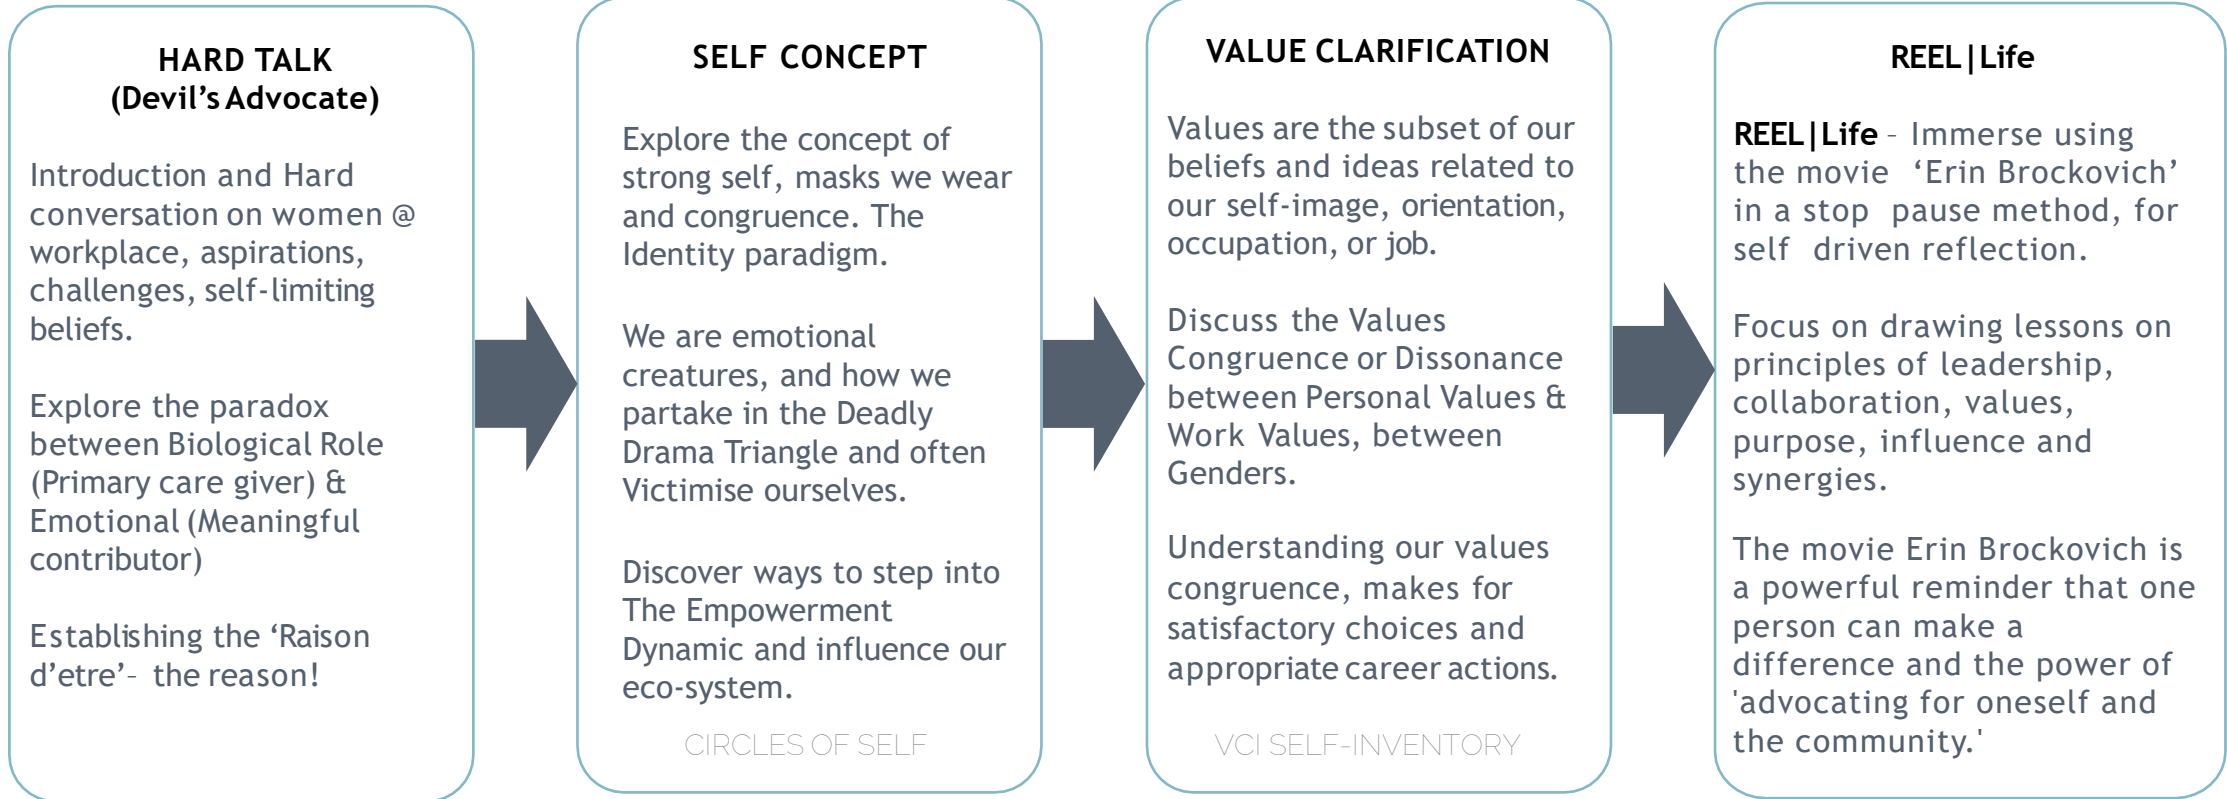 HARD TALK
(Devil’s Advocate)
Introduction and Hard
conversation on women @
workplace, aspirations,
challenges, self-limiting
beliefs.
Explore the paradox
between Biological Role
(Primary care giver) &
Emotional (Meaningful
contributor)
Establishing the ‘Raison
d’etre’– the reason!
SELF CONCEPT
Explore the concept of
strong self, masks we wear
and congruence. The
Identity paradigm.
We are emotional
creatures, and how we
partake in the Deadly
Drama Triangle and often
Victimise ourselves.
Discover ways to step into
The Empowerment
Dynamic and influence our
eco-system.
CIRCLES OF SELF
VALUE CLARIFICATION
Values are the subset of our
beliefs and ideas related to
our self-image, orientation,
occupation, or job.
Discuss the Values
Congruence or Dissonance
between Personal Values &
Work Values, between
Genders.
Understanding our values
congruence, makes for
satisfactory choices and
appropriate career actions.
VCI SELF-INVENTORY
REEL|Life
REEL|Life – Immerse using
the movie ‘Erin Brockovich’
in a stop pause method, for
self driven reflection.
Focus on drawing lessons on
principles of leadership,
collaboration, values,
purpose, influence and
synergies.
The movie Erin Brockovich is
a powerful reminder that one
person can make a
difference and the power of
'advocating for oneself and
the community.'